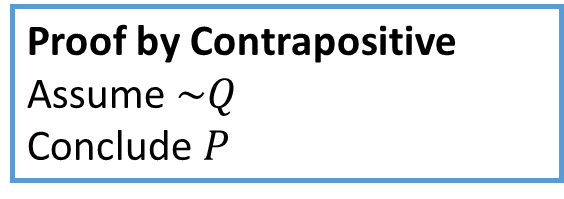 Proof by Contrapositive
Assume ~Q
Conclude P